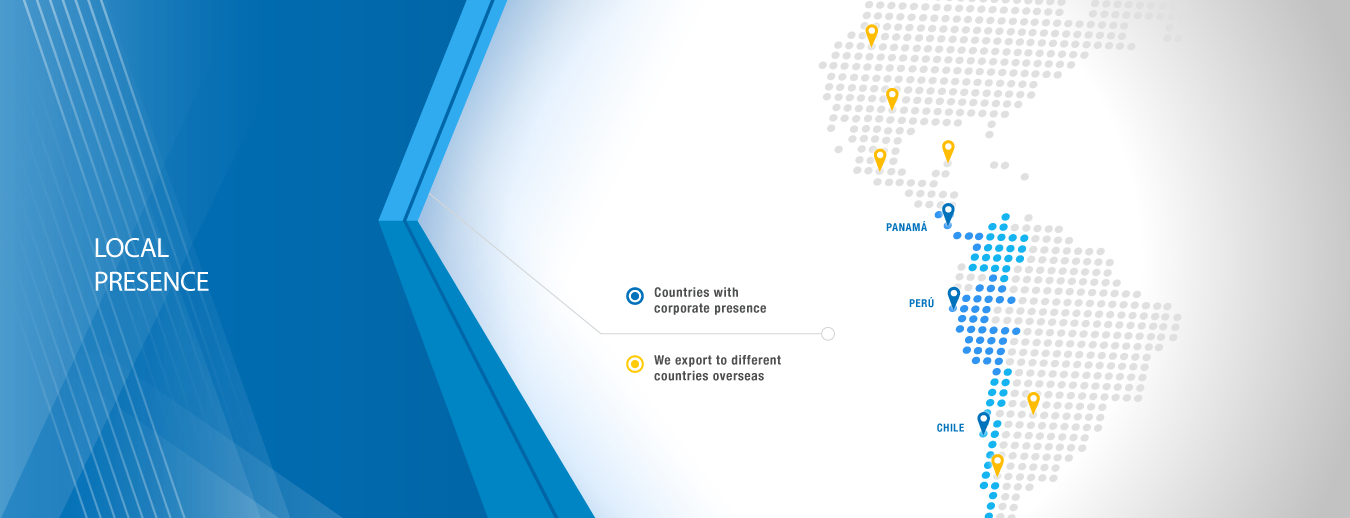 LOCAL
PRESENCE
Countries with
corporate presence
We export to different
countries overseas
PANAMÁ
PERÚ
CHILE